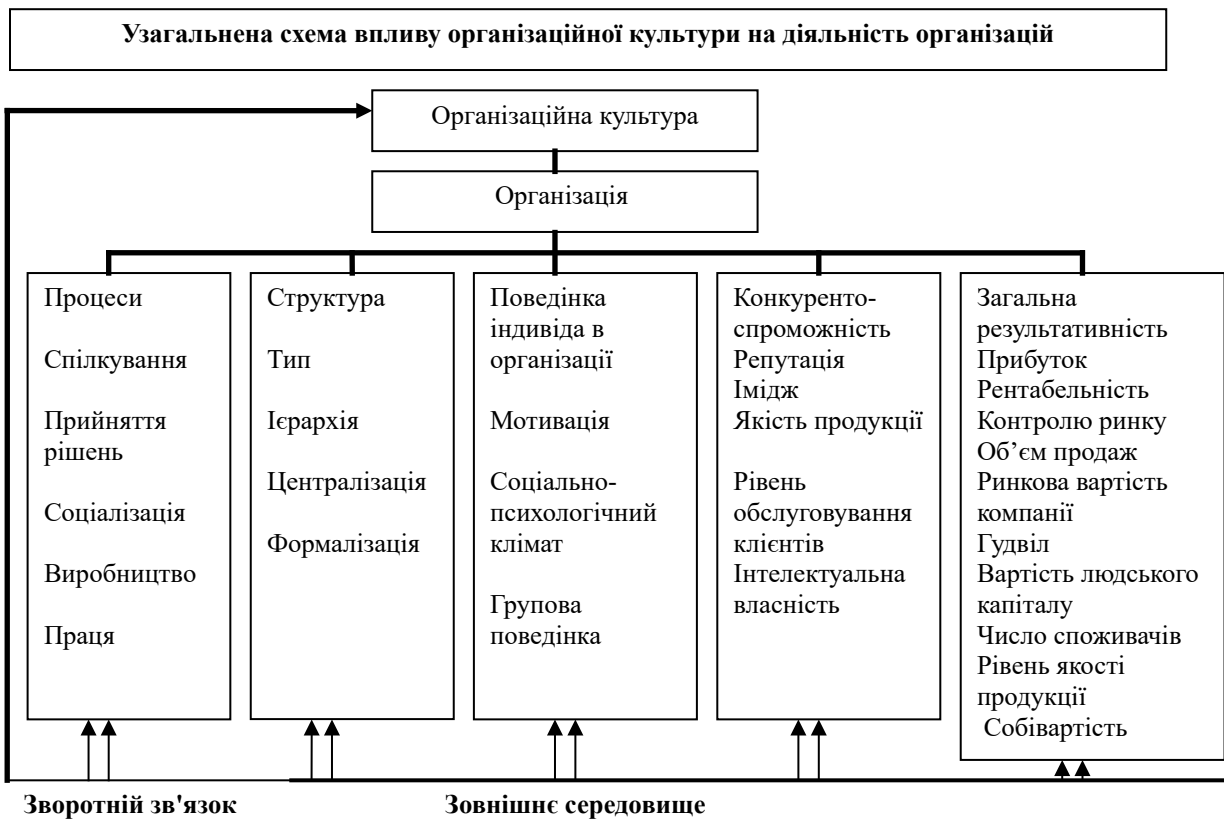 Узагальнена схема впливу організаційної культури на діяльність організацій
Організаційна культура
Організація
Процеси
Спілкування
Прийняття
рішень
Соціалізація
Виробництво
Праця
Структура
Тип
Ієрархія
Централізація
Формалізація
Поведінка
індивіда в
організації
Мотивація
Соціально-
психологічний
клімат
Групова
поведінка
Конкуренто-
спроможність
Репутація
Імідж
Якість продукції
Рівень
обслуговування
клієнтів
Інтелектуальна
власність
Загальна
результативність
Прибуток
Рентабельність
Контролю ринку
Об’єм продаж
Ринкова вартість
компанії
Гудвіл
Вартість людського
капіталу
Число споживачів
Рівень якості
продукції
Собівартість
Зворотній зв'язок
Зовнішнє середовище